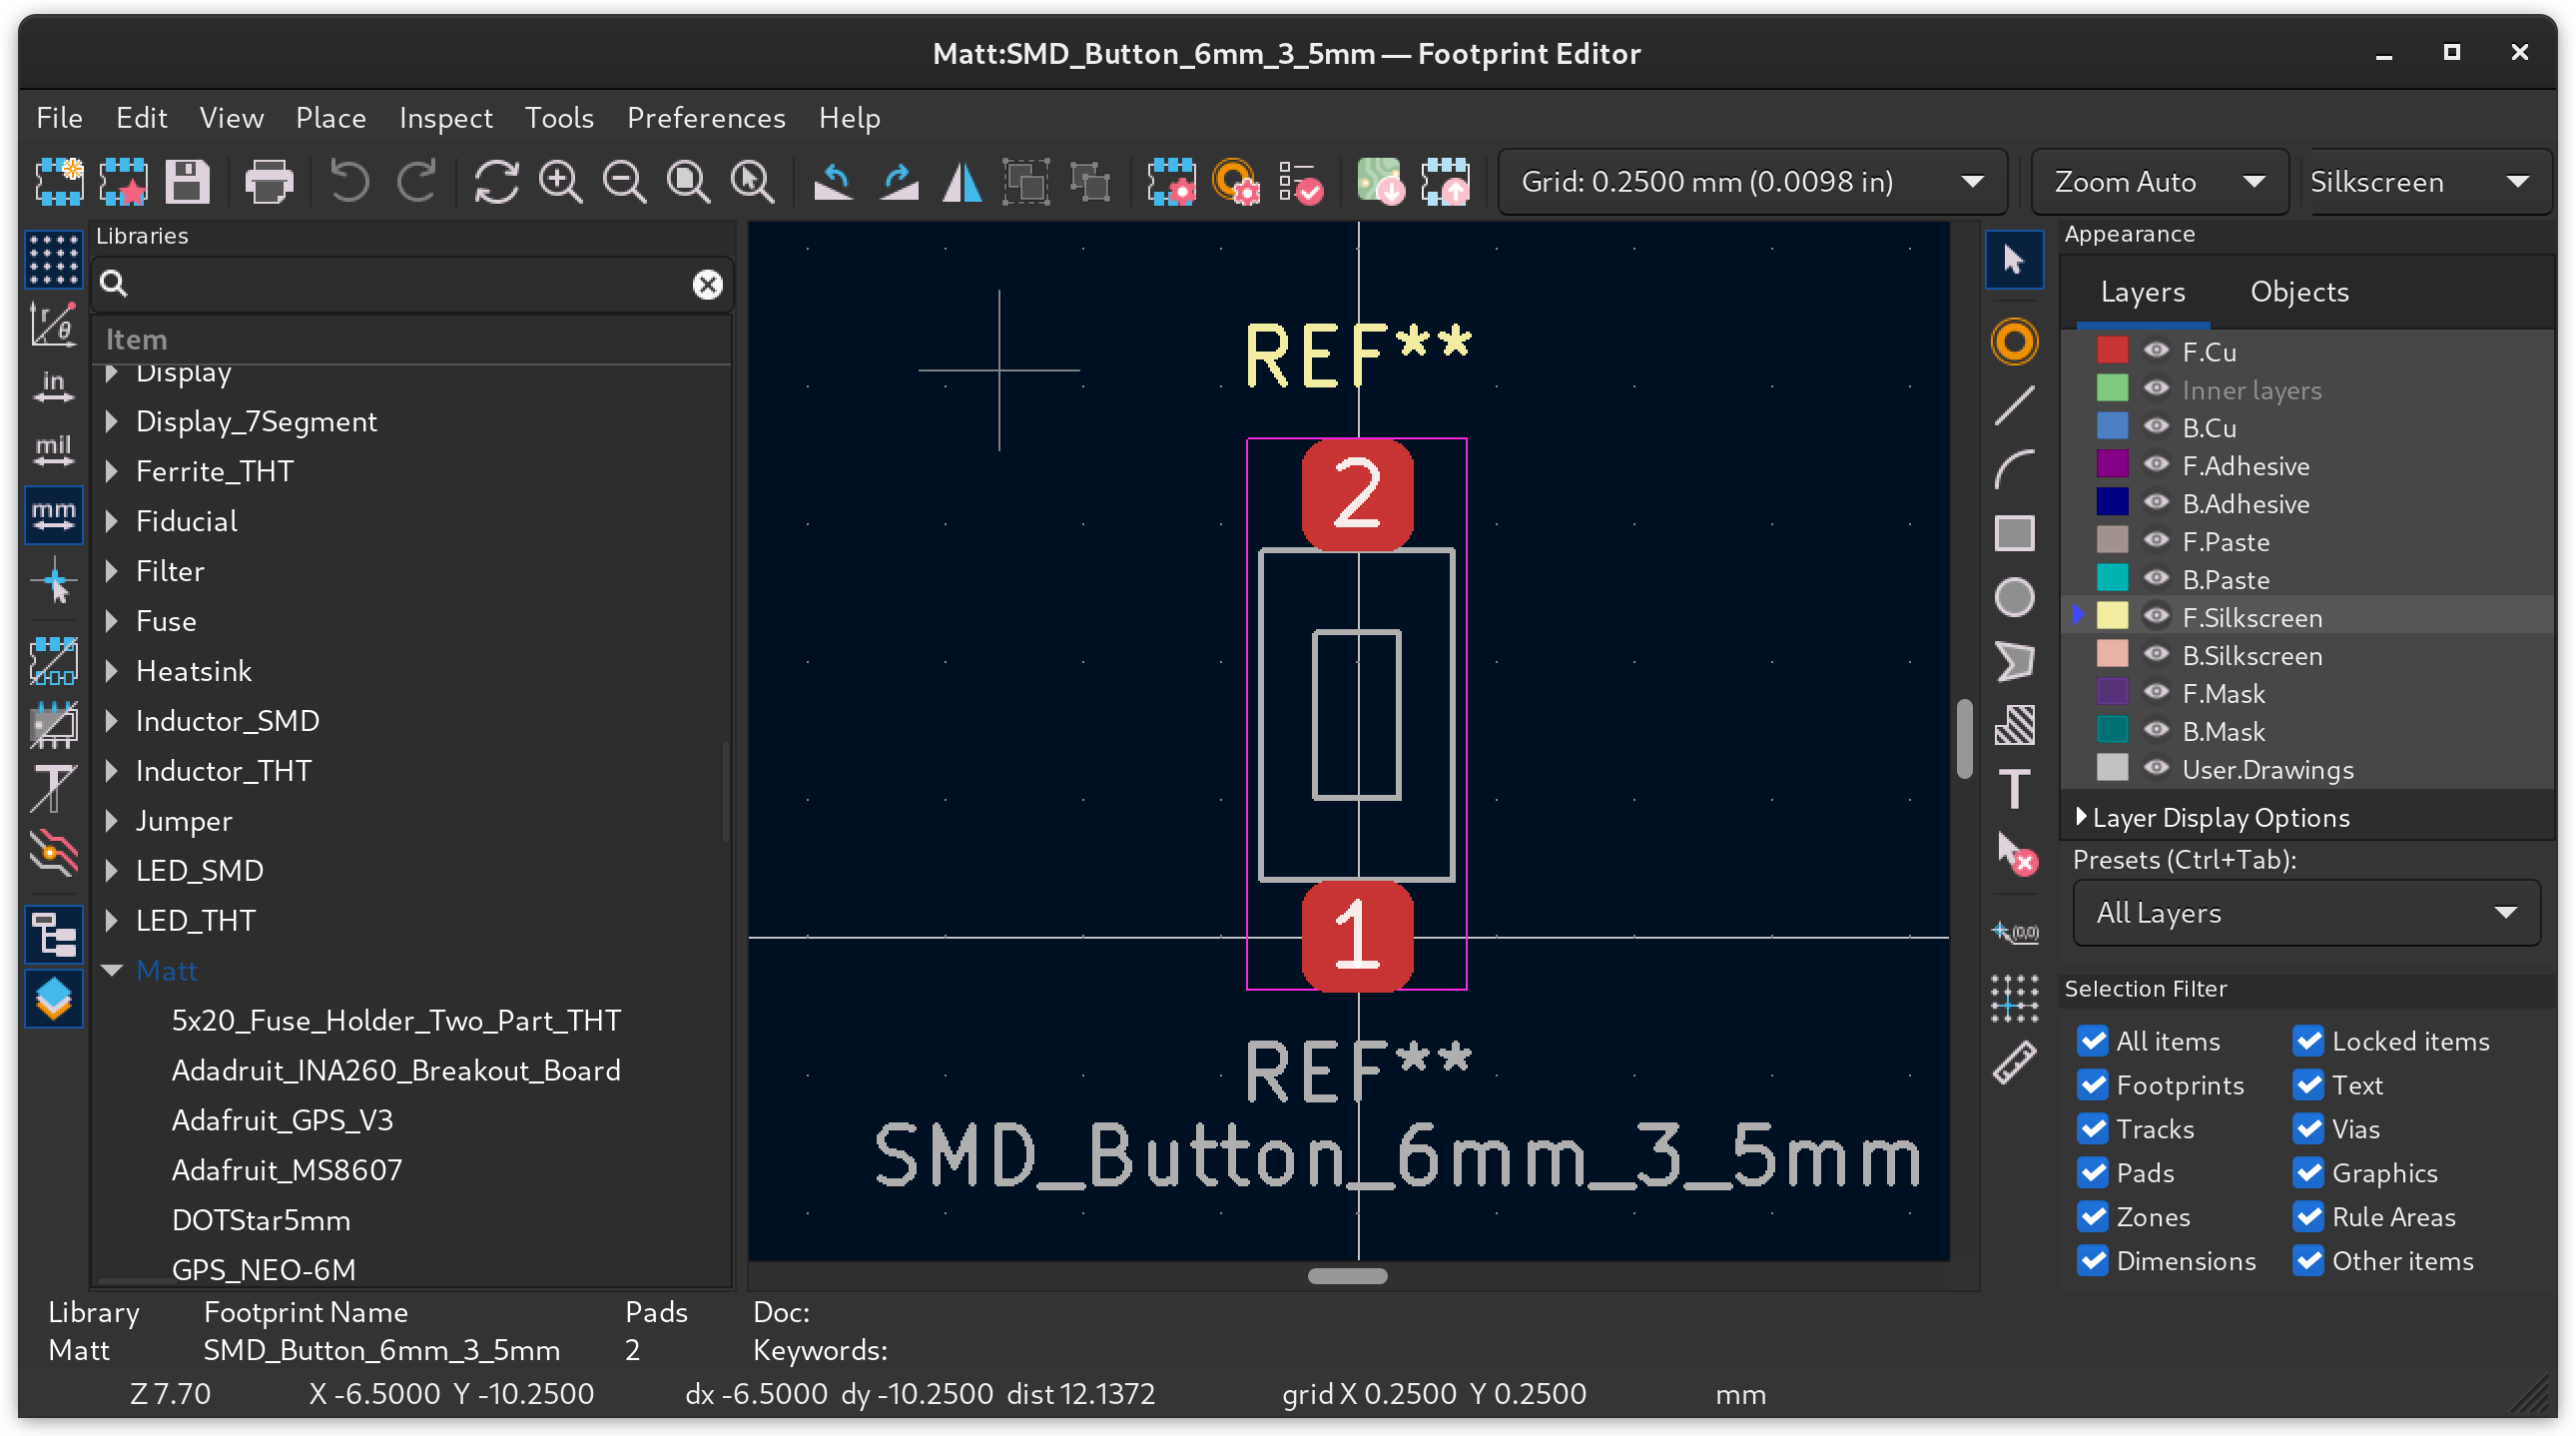 Matt:SMD_Button_6mm_3_5mm — Footprint Editor
File Edit View Place Inspect Tools Preferences Help
Grid: 0.2500 mm (0.0098 in) Zoom Auto Silkscreen
Libraries
Item
Display
Display_7Segment
Ferrite_THT
Fiducial
Filter
Fuse
Heatsink
Inductor_SMD
Inductor_THT
Jumper
LED_SMD
LED_THT
Matt
5x20_Fuse_Holder_Two_Part_THT
Adadruit_INA260_Breakout_Board
Adafruit_GPS_V3
Adafruit_MS8607
DOTStar5mm
GPS_NEO-6M
r
θ
in
mil
mm
REF**
2
1
REF**
SMD_Button_6mm_3_5mm
T
(0,0)
Appearance
Layers Objects
F.Cu
Inner layers
B.Cu
F.Adhesive
B.Adhesive
F.Paste
B.Paste
F.Silkscreen
B.Silkscreen
F.Mask
B.Mask
User.Drawings
Layer Display Options
Presets (Ctrl+Tab):
All Layers
Selection Filter
All items Locked items
Footprints Text
Tracks Vias
Pads Graphics
Zones Rule Areas
Dimensions Other items
Library Footprint Name Pads Doc:
Matt SMD_Button_6mm_3_5mm 2 Keywords:
Z 7.70 X -6.5000 Y -10.2500 dx -6.5000 dy -10.2500 dist 12.1372 grid X 0.2500 Y 0.2500 mm